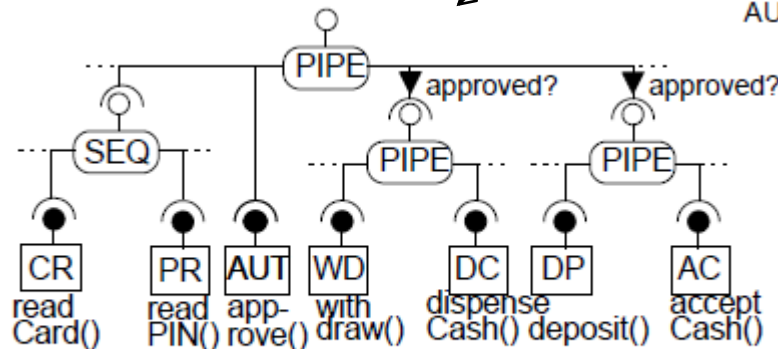 AU
PIPE
approved? approved?
SEQ PIPE PIPE
CR PR AUT WD DC DP AC
read read app- with dispense accept
Card() PIN() rove() draw() Cash() deposit() Cash()